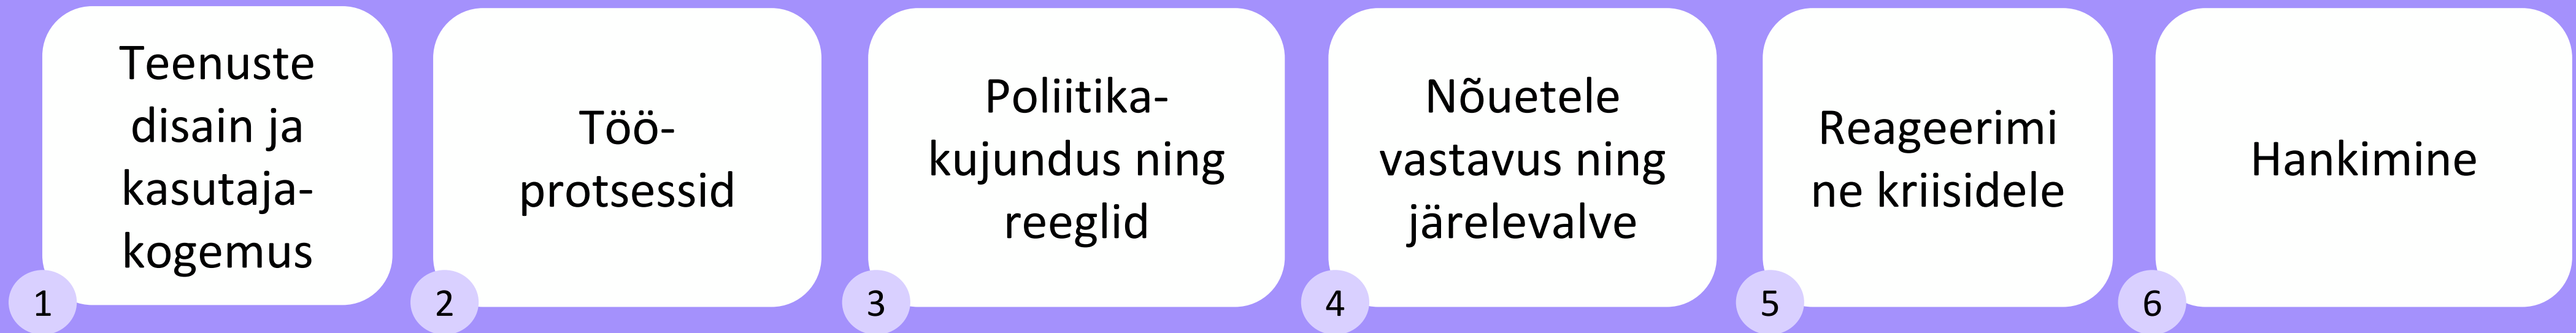 Teenuste
disain ja
kasutaja-
kogemus
1
Töö-
protsessid
2
Poliitika-
kujundus ning
reeglid
3
Nõuetele
vastavus ning
järelevalve
4
Reageerimi
ne kriisidele
5
Hankimine
6